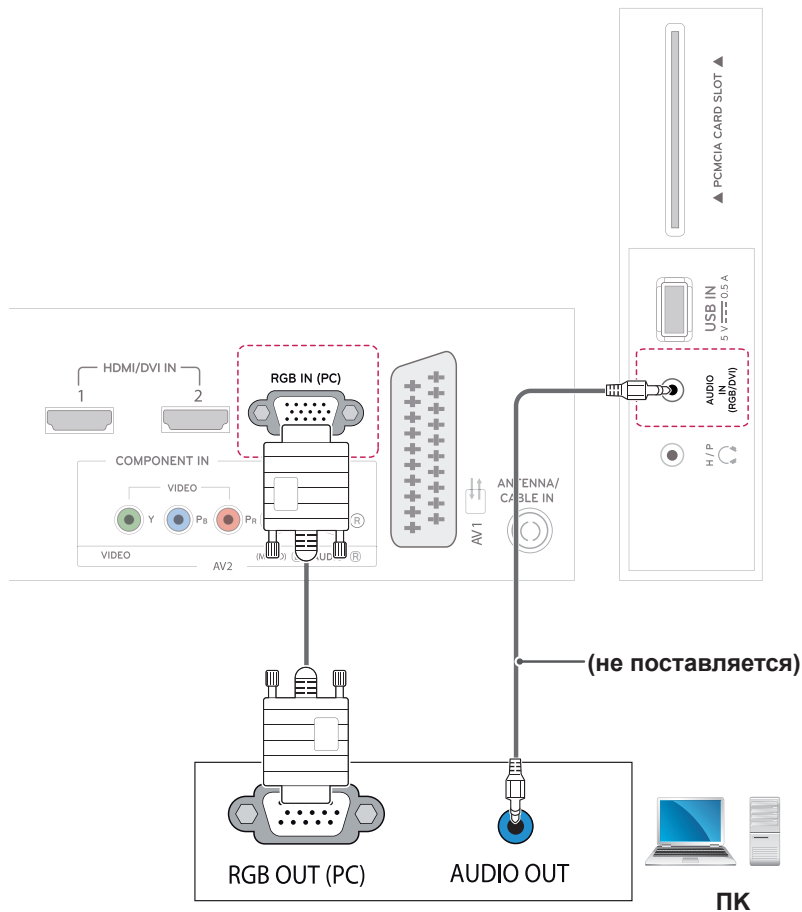 ▲ PCMCIA CARD SLOT ▲
USB IN
5 V 0.5 A
AUDIO
IN
(RGB/DVI)
H / P
HDMI/DVI IN
1
2
RGB IN (PC)
COMPONENT IN
VIDEO
Y
PB
PR
R
VIDEO
AV2
R
AV1
ANTENNA/
CABLE IN
(не поставляется)
RGB OUT (PC)
AUDIO OUT
ПК